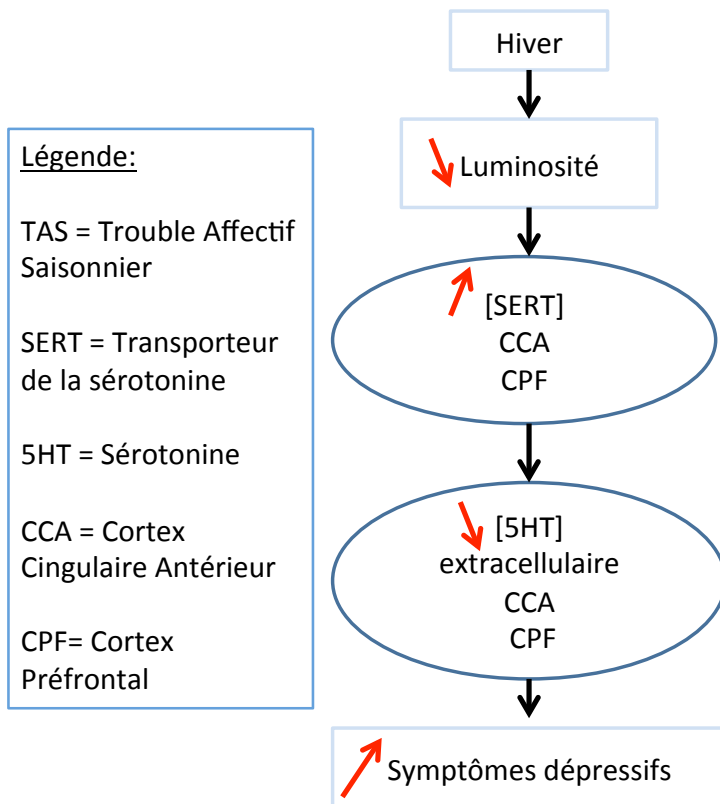 Hiver
Luminosité
[SERT]
CCA
CPF
[5HT]
extracellulaire
CCA
CPF
Symptômes dépressifs
Légende:
TAS = Trouble Affectif
Saisonnier
SERT = Transporteur
de la sérotonine
5HT = Sérotonine
CCA = Cortex
Cingulaire Antérieur
CPF= Cortex
Préfrontal